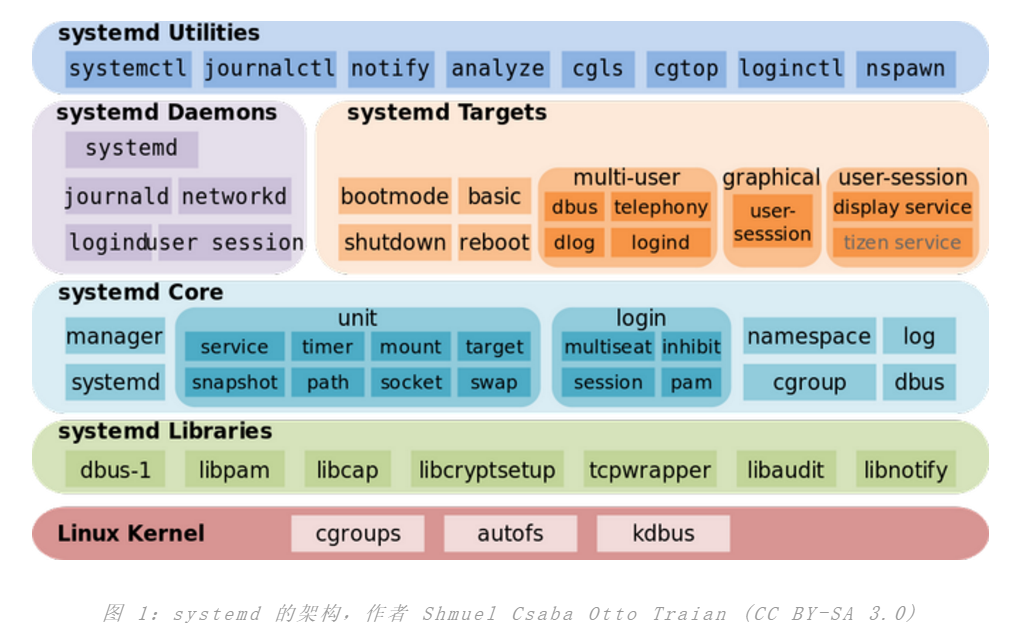 systemd Utilities
systemctl journalctl notify analyze cgls cgtop loginctl nspawn
systemd Daemons
systemd
journald networkd
logind user session
systemd Targets
bootmode basic
shutdown reboot
multi-user
dbus telephony
dlog logind
graphical
user-
sesssion
user-session
display service
tizen service
systemd Core
manager
systemd
unit
service timer mount target
snapshot path socket swap
login
multiseat inhibit
session pam
namespace log
cgroup dbus
systemd Libraries
dbus-1 libpam libcap libcryptsetup tcpwrapper libaudit libnotify
Linux Kernel cgroups autofs kdbus
图 1：systemd 的架构，作者 Shmuel Csaba Otto Traian (CC BY-SA 3.0)